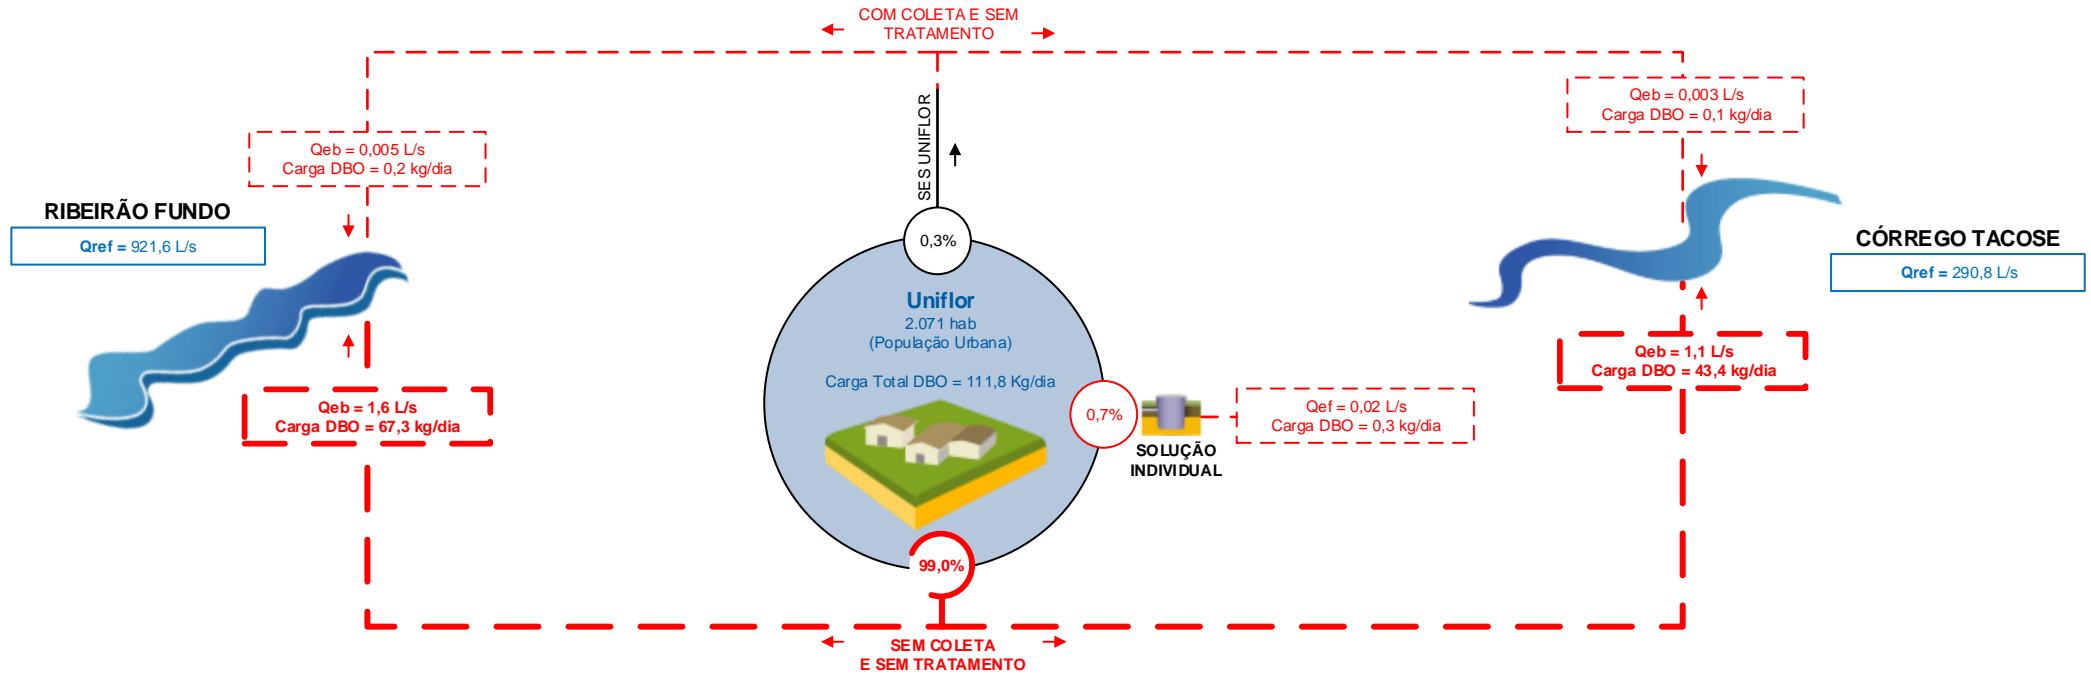 COM COLETA E SEM
TRATAMENTO
Qeb = 0,003 L/s
Carga DBO = 0,1 kg/dia
Qeb = 0,005 L/s
Carga DBO = 0,2 kg/dia
SES UNIFLOR
RIBEIRÃO FUNDO
Qref = 921,6 L/s
0,3%
CÓRREGO TACOSE
Qref = 290,8 L/s
Uniflor
2.071 hab
(População Urbana)
Carga Total DBO = 111,8 Kg/dia
Qeb = 1,1 L/s
Carga DBO = 43,4 kg/dia
Qeb = 1,6 L/s
Carga DBO = 67,3 kg/dia
0,7%
Qef = 0,02 L/s
Carga DBO = 0,3 kg/dia
SOLUÇÃO
INDIVIDUAL
99,0%
SEM COLETA
E SEM TRATAMENTO